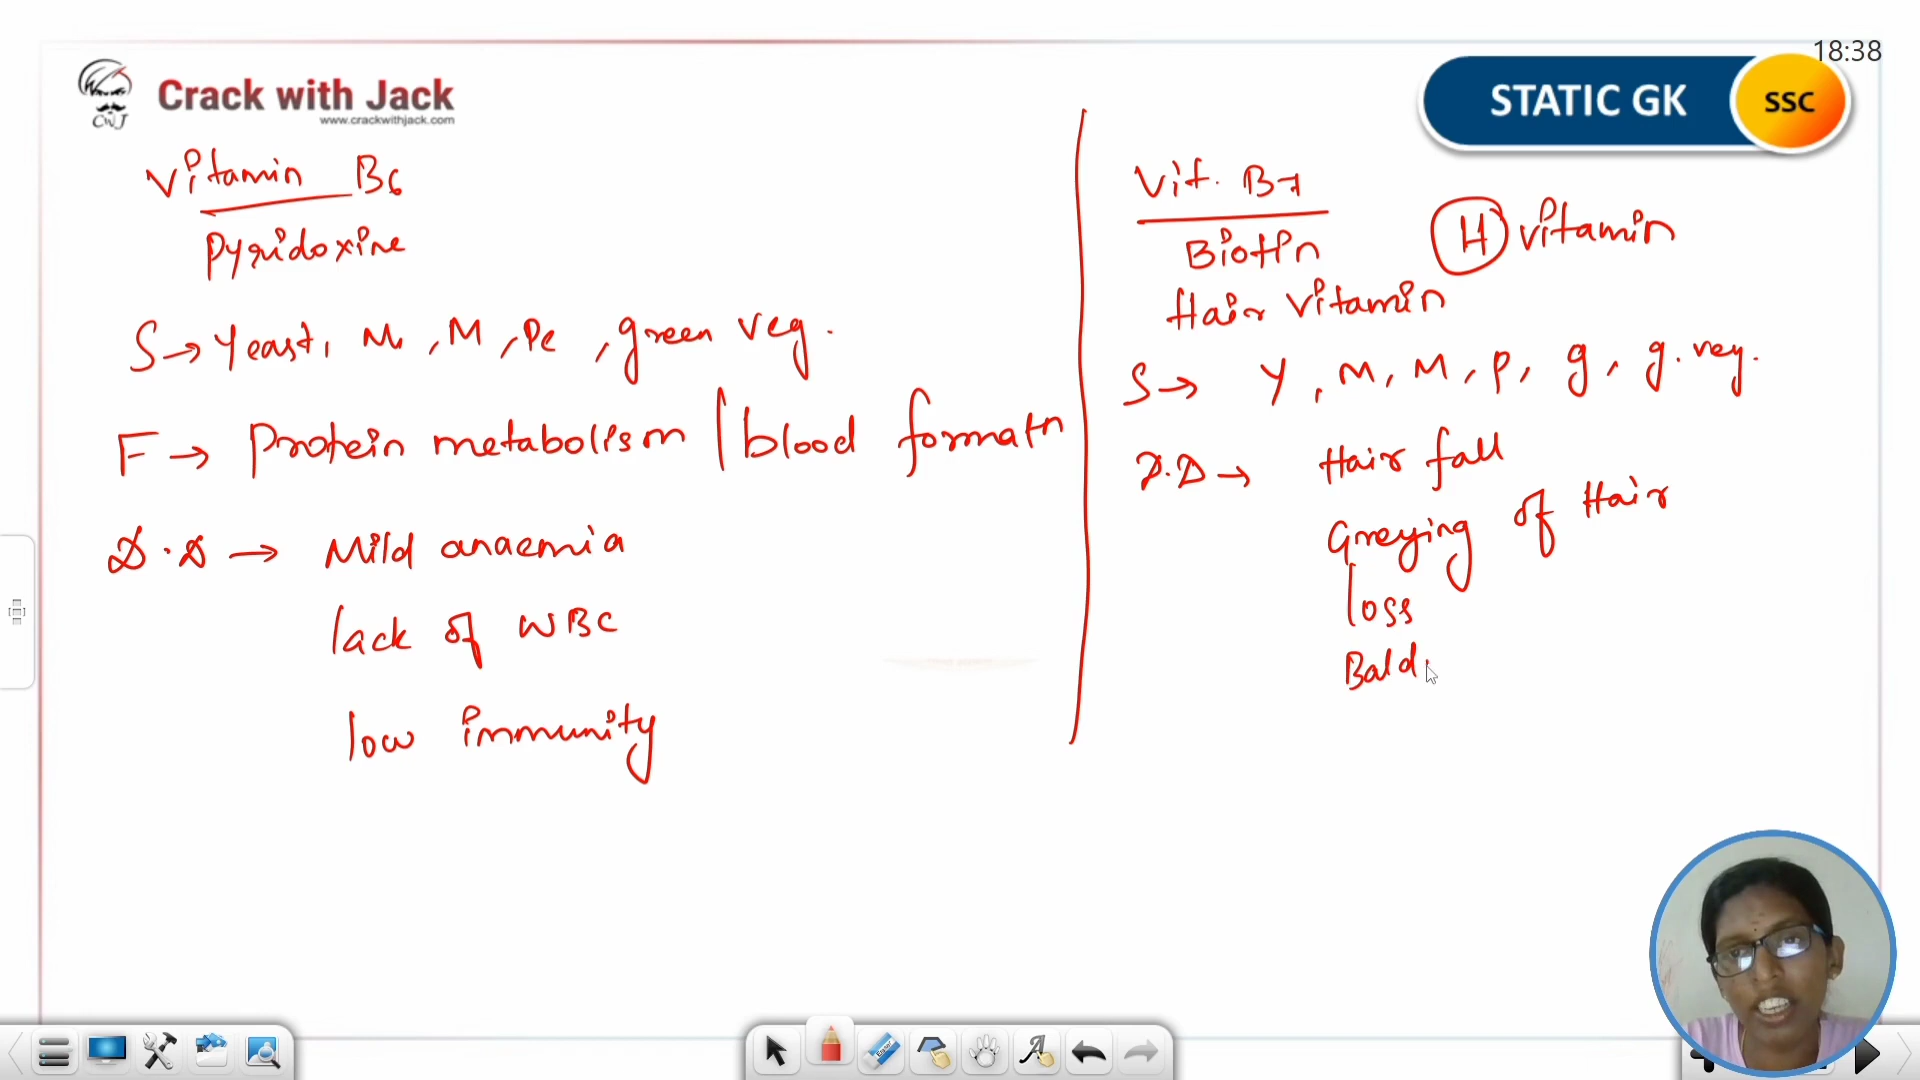 18:38
Crack with Jack
www.crackwithjack.com
CWJ
STATIC GK
SSC
Vitamin B6
Pyridoxine
S → Yeast, M, M, Pe, green veg.
F → Protein metabolism / blood formatn
D.D → Mild anaemia
lack of WBC
low immunity
Vit. B7
Biotin
H vitamin
Hair vitamin
S → Y, M, M, P, g, g. veg.
D.D → Hair fall
Greying of Hair
loss
Bald